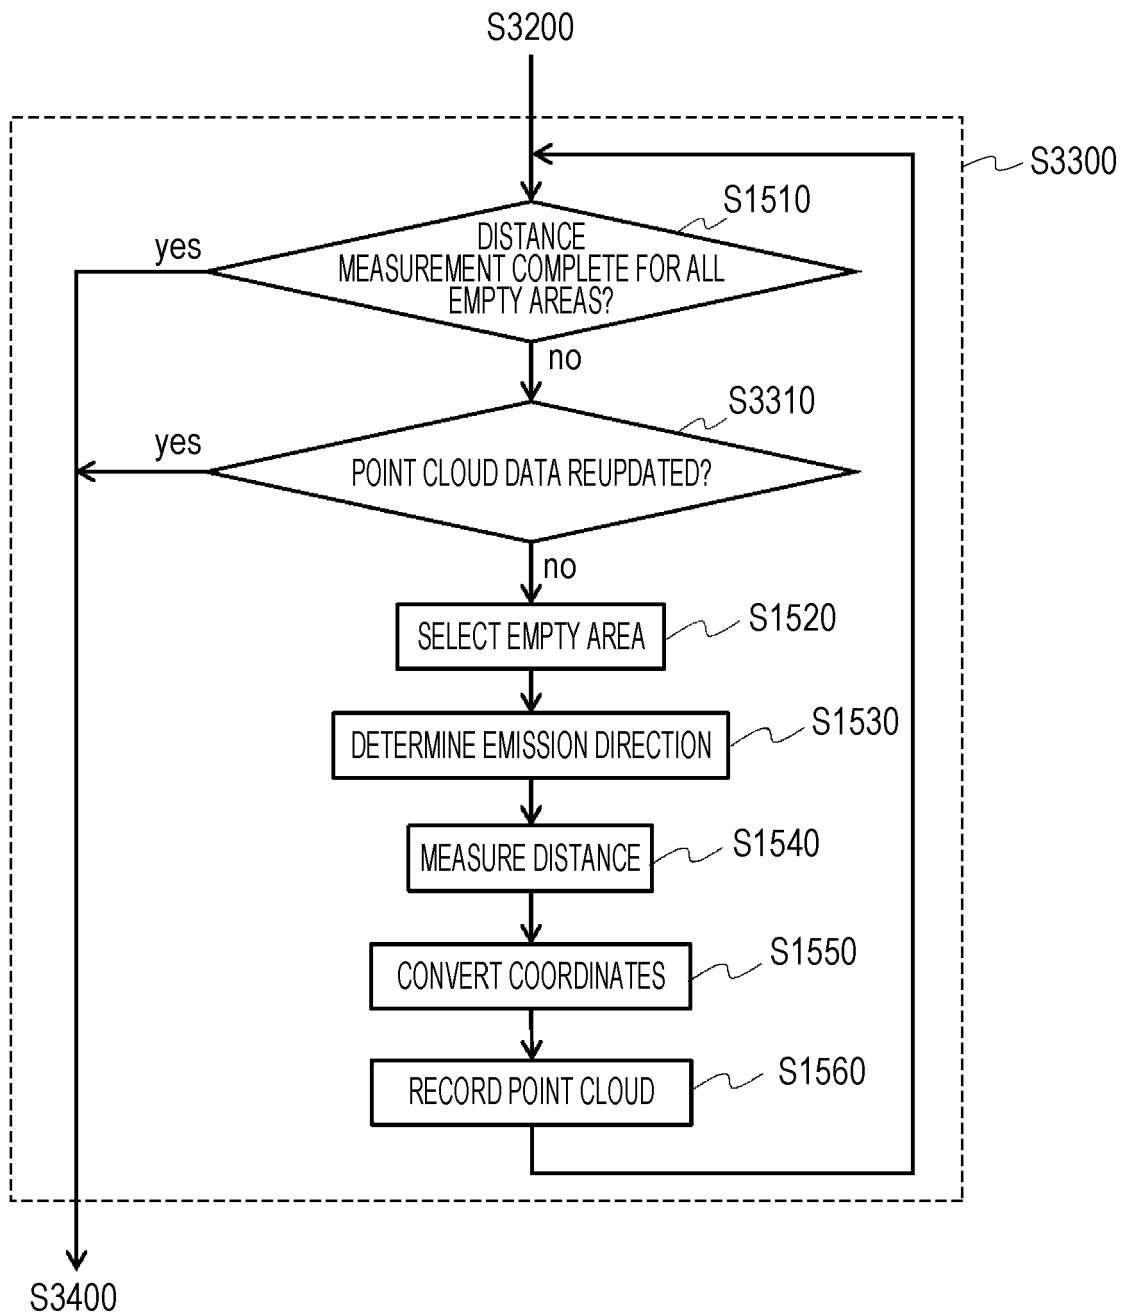 S3200
S3300
S1510
yes
DISTANCE
MEASUREMENT COMPLETE FOR ALL
EMPTY AREAS?
no
S3310
yes
POINT CLOUD DATA REUPDATED?
no
S1520
SELECT EMPTY AREA
S1530
DETERMINE EMISSION DIRECTION
S1540
MEASURE DISTANCE
S1550
CONVERT COORDINATES
S1560
RECORD POINT CLOUD
S3400